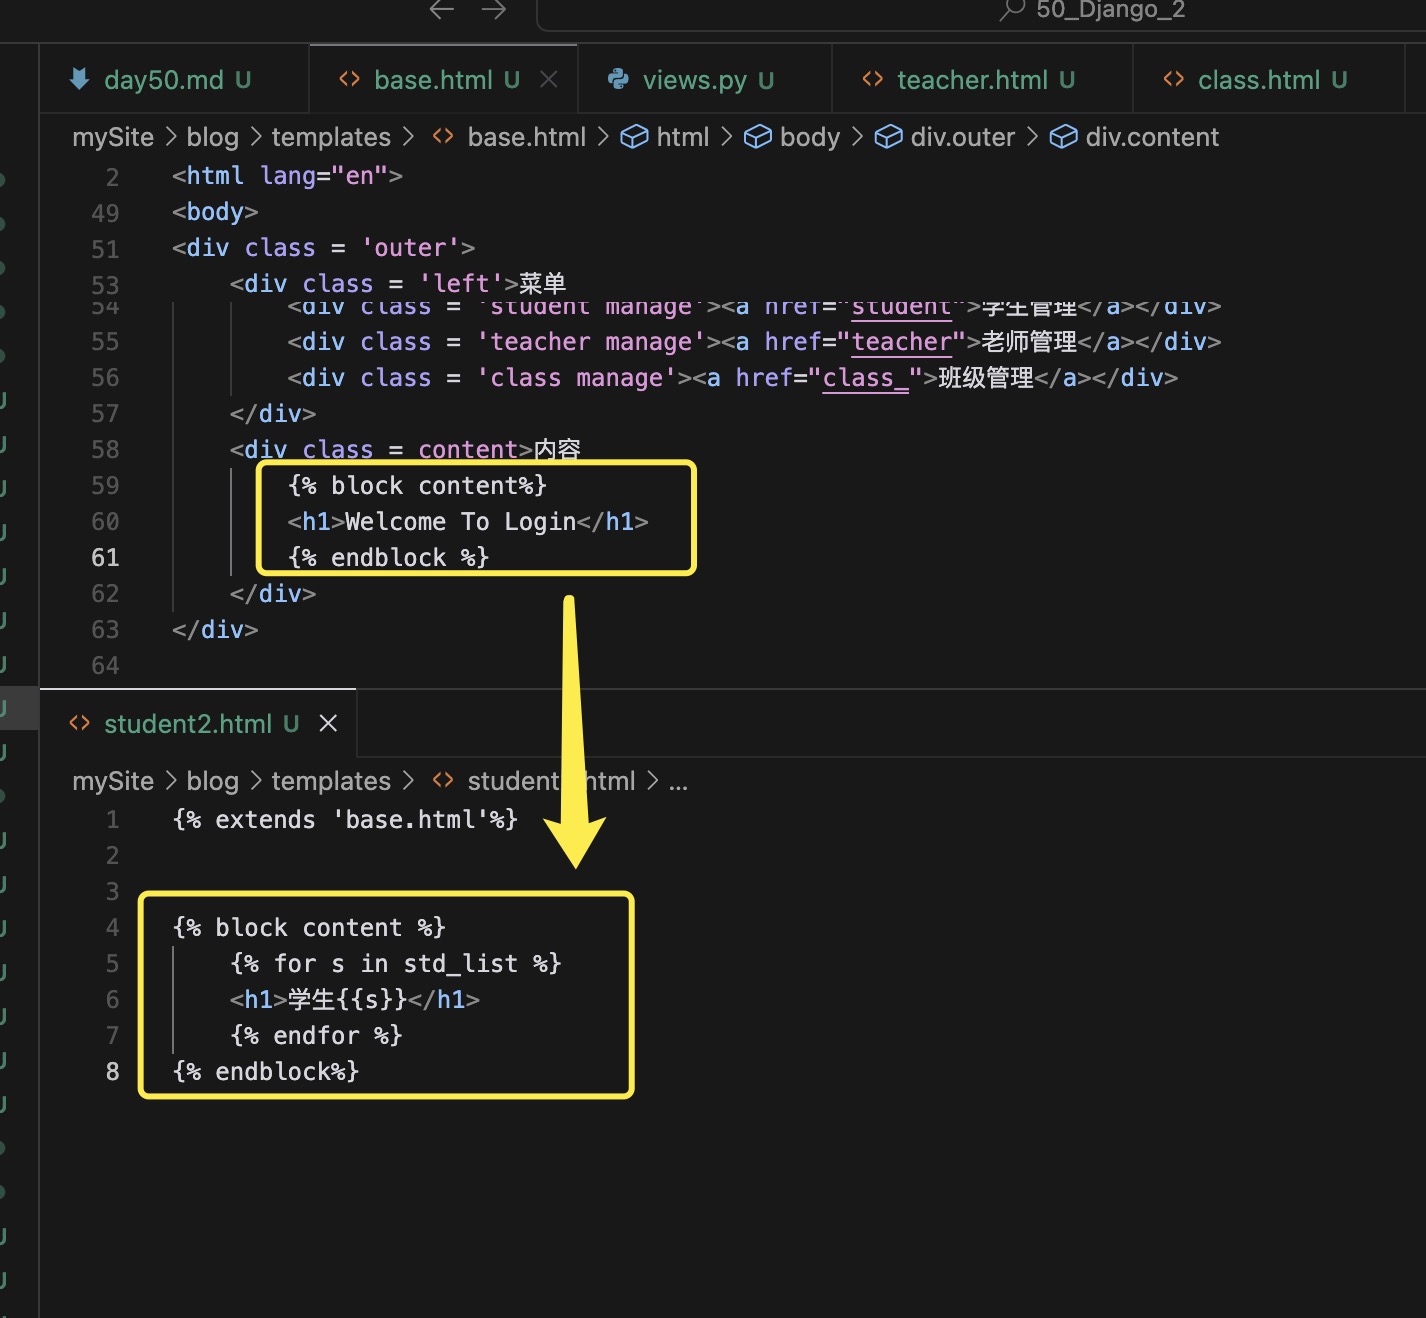 50_Django_2
day50.md U base.html U views.py U teacher.html U class.html U
mySite > blog > templates > base.html > html > body > div.outer > div.content
2 <html lang="en">
49 <body>
51 <div class = 'outer'>
53 <div class = 'left'>菜单
54 <div class = 'student manage'><a href="student">学生管理</a></div>
55 <div class = 'teacher manage'><a href="teacher">老师管理</a></div>
56 <div class = 'class manage'><a href="class_">班级管理</a></div>
57 </div>
58 <div class = content>内容
59 {% block content%}
60 <h1>Welcome To Login</h1>
61 {% endblock %}
62 </div>
63 </div>
64
student2.html U
mySite > blog > templates > student html > ...
1 {% extends 'base.html'%}
2
3
4 {% block content %}
5 {% for s in std_list %}
6 <h1>学生{{s}}</h1>
7 {% endfor %}
8 {% endblock%}